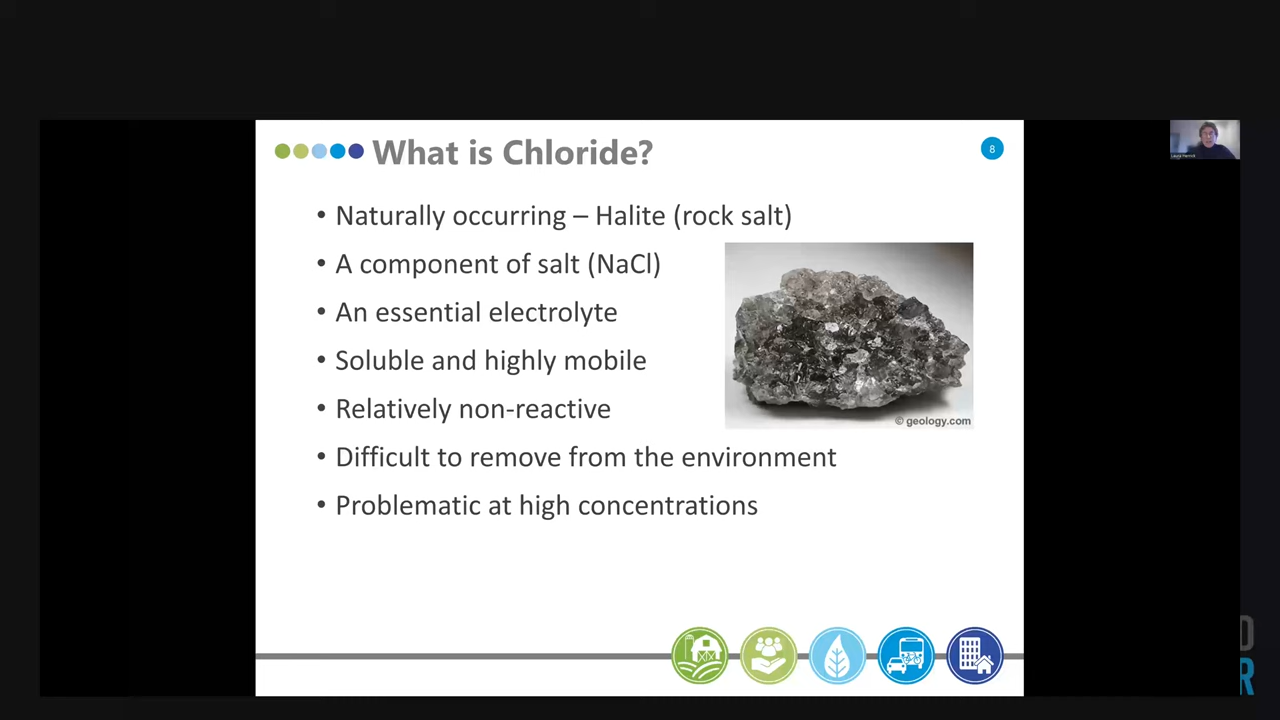 What is Chloride?
8
• Naturally occurring – Halite (rock salt)
• A component of salt (NaCl)
• An essential electrolyte
• Soluble and highly mobile
• Relatively non-reactive
• Difficult to remove from the environment
• Problematic at high concentrations
© geology.com
D
R